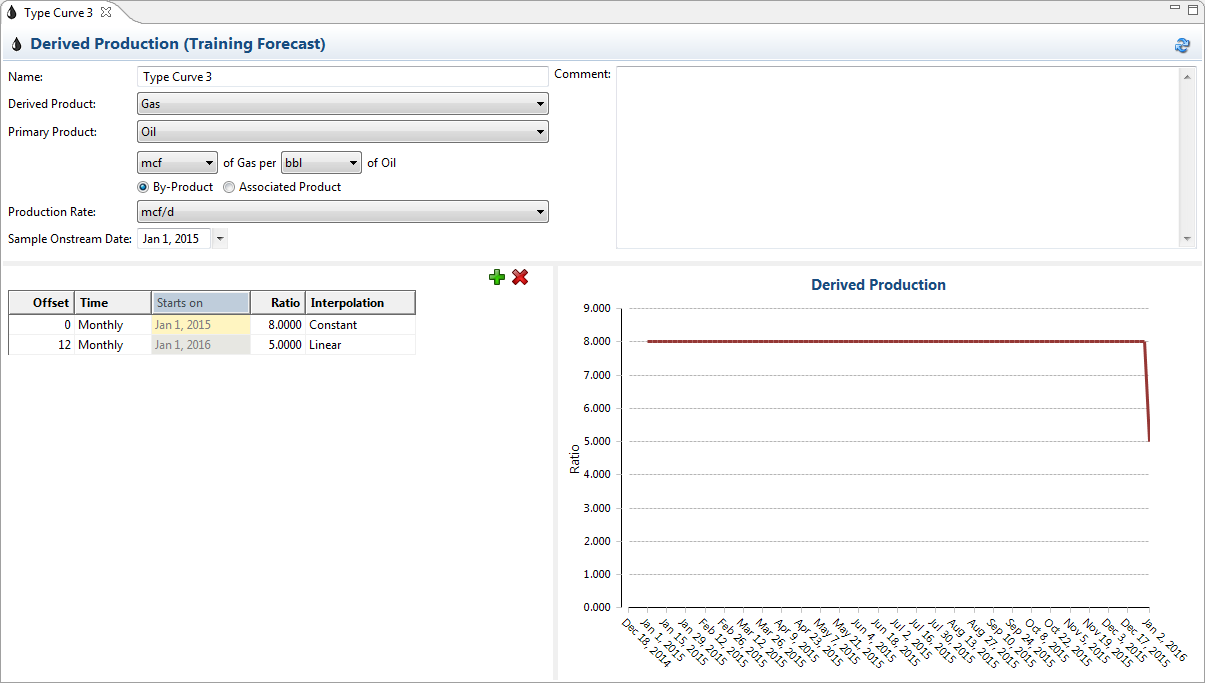 Type Curve 3
Derived Production (Training Forecast)
Name: Type Curve 3
Comment:
Derived Product: Gas
Primary Product: Oil
mcf of Gas per bbl of Oil
By-Product Associated Product
Production Rate: mcf/d
Sample Onstream Date: Jan 1, 2015
Offset Time Starts on Ratio Interpolation
0 Monthly Jan 1, 2015 8.0000 Constant
12 Monthly Jan 1, 2016 5.0000 Linear
Derived Production
9.000
8.000
7.000
6.000
5.000
4.000
3.000
2.000
1.000
0.000
Ratio
Dec 18, 2014
Jan 1, 2015
Jan 15, 2015
Jan 29, 2015
Feb 12, 2015
Feb 26, 2015
Mar 12, 2015
Mar 26, 2015
Apr 9, 2015
Apr 23, 2015
May 7, 2015
May 21, 2015
Jun 4, 2015
Jun 18, 2015
Jul 2, 2015
Jul 16, 2015
Jul 30, 2015
Aug 13, 2015
Aug 27, 2015
Sep 10, 2015
Sep 24, 2015
Oct 8, 2015
Oct 22, 2015
Nov 5, 2015
Nov 19, 2015
Dec 3, 2015
Dec 17, 2015
Jan 2, 2016